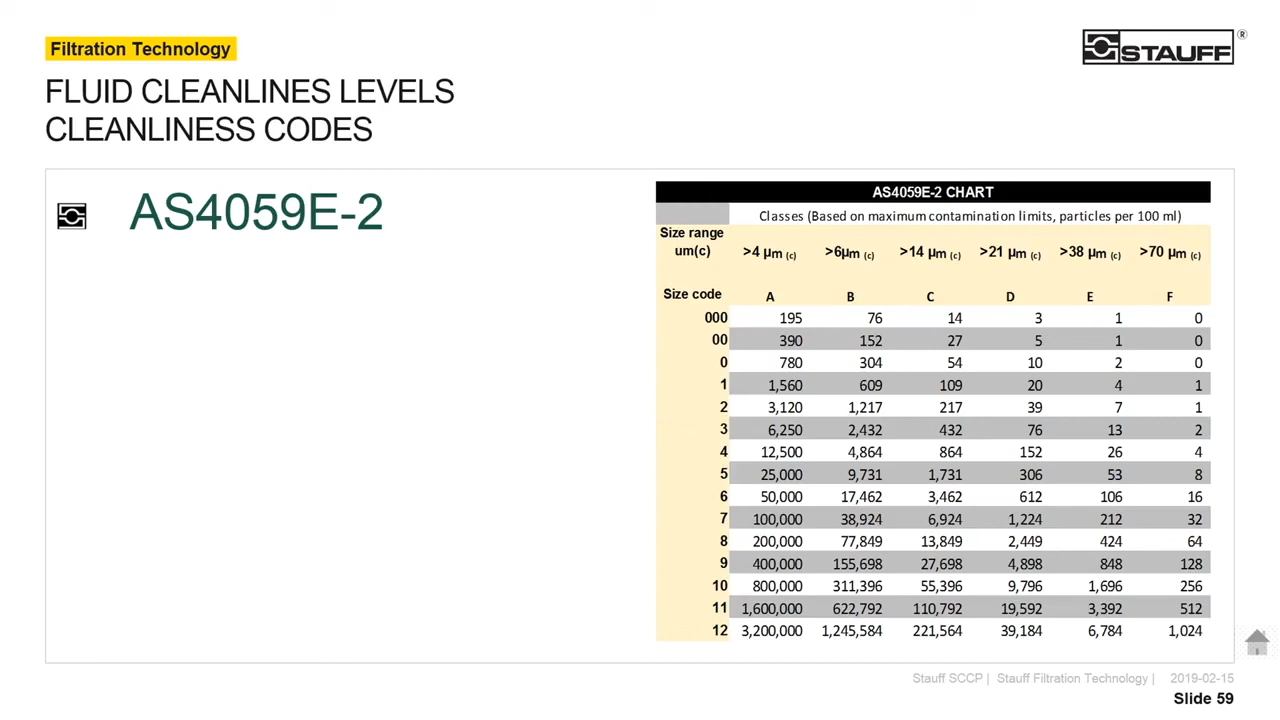 Filtration Technology
STAUFF ®
FLUID CLEANLINES LEVELS
CLEANLINESS CODES
AS4059E-2
AS4059E-2 CHART
Classes (Based on maximum contamination limits, particles per 100 ml)
Size range
um(c) >4 µm (c) >6µm (c) >14 µm (c) >21 µm (c) >38 µm (c) >70 µm (c)
Size code A B C D E F
000 195 76 14 3 1 0
00 390 152 27 5 1 0
0 780 304 54 10 2 0
1 1,560 609 109 20 4 1
2 3,120 1,217 217 39 7 1
3 6,250 2,432 432 76 13 2
4 12,500 4,864 864 152 26 4
5 25,000 9,731 1,731 306 53 8
6 50,000 17,462 3,462 612 106 16
7 100,000 38,924 6,924 1,224 212 32
8 200,000 77,849 13,849 2,449 424 64
9 400,000 155,698 27,698 4,898 848 128
10 800,000 311,396 55,396 9,796 1,696 256
11 1,600,000 622,792 110,792 19,592 3,392 512
12 3,200,000 1,245,584 221,564 39,184 6,784 1,024
Stauff SCCP | Stauff Filtration Technology | 2019-02-15
Slide 59